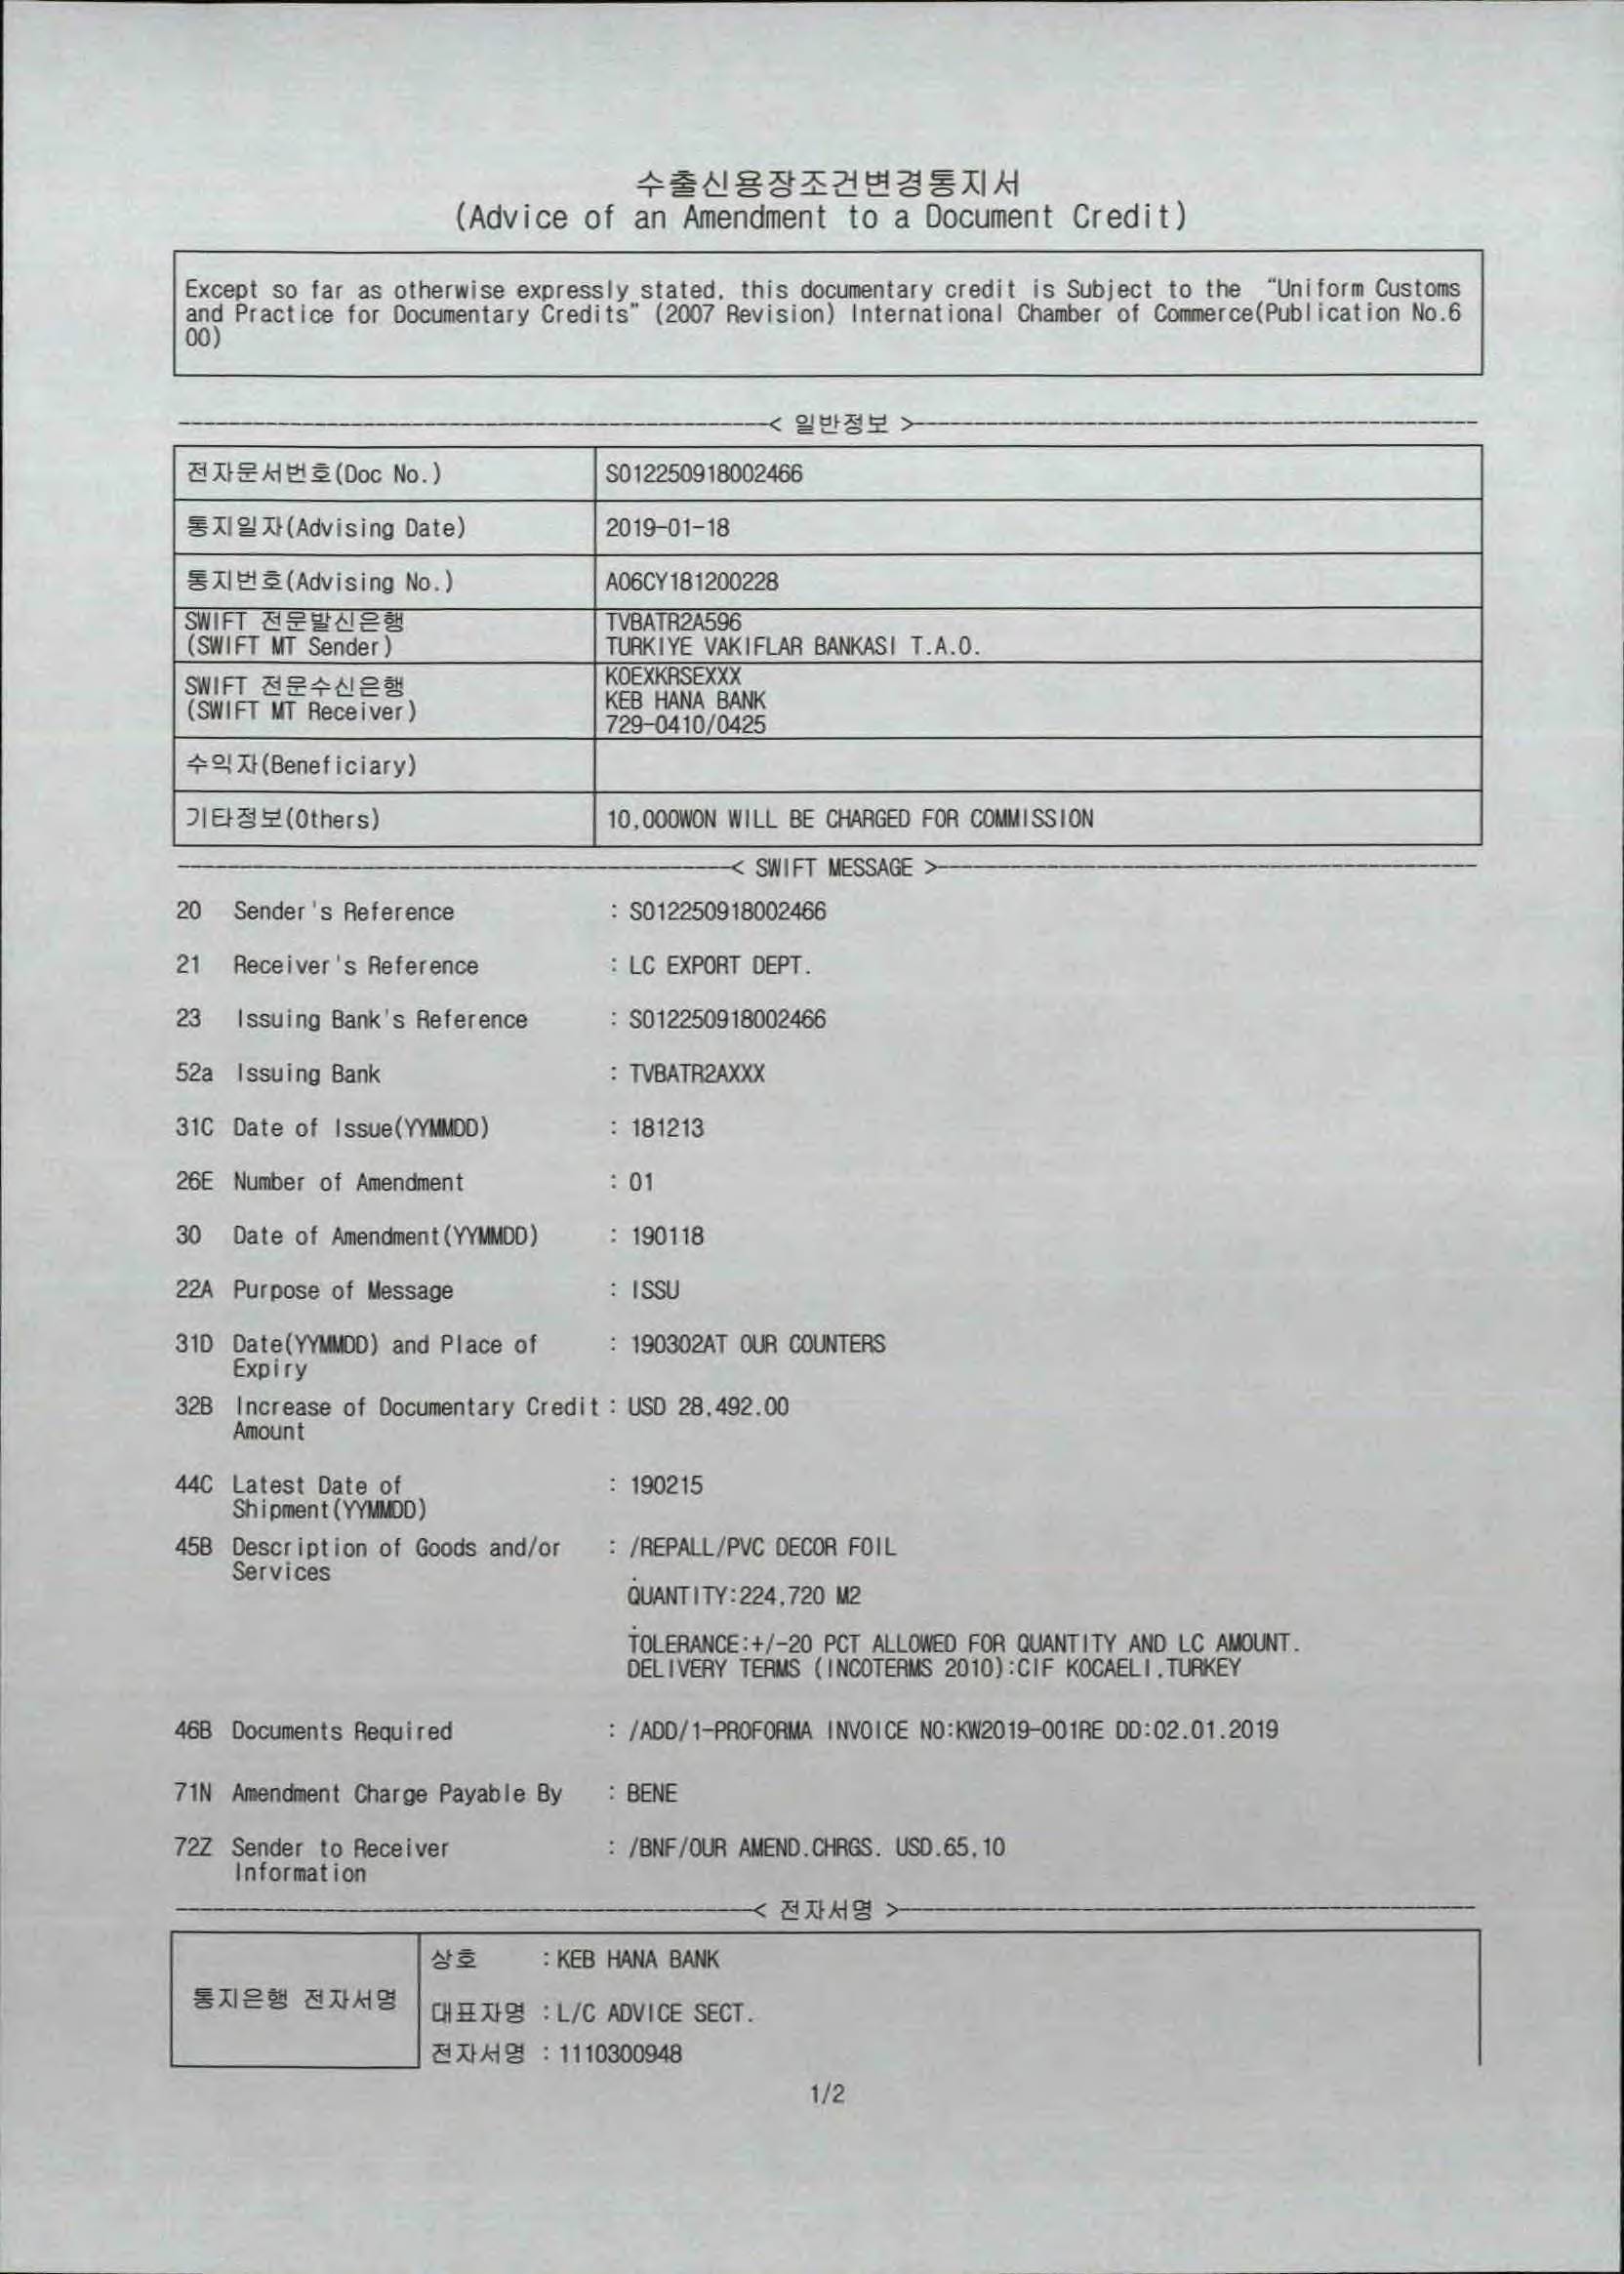 수출신용장조건변경통지서
(Advice of an Amendment to a Document Credit)
Except so far as otherwise expressly stated, this documentary credit is Subject to the "Uniform Customs
and Practice for Documentary Credits" (2007 Revision) International Chamber of Commerce(Publication No.6
00)
< 일반정보 >
전자문서번호(Doc No.) S012250918002466
통지일자(Advising Date) 2019-01-18
통지번호(Advising No.) A06CY181200228
SWIFT 전문발신은행 TVBATR2A596
(SWIFT MT Sender) TURKIYE VAKIFLAR BANKASI T.A.O.
KOEXKRSEXXX
SWIFT 전문수신은행 KEB HANA BANK
(SWIFT MT Receiver) 729-0410/0425
수익자(Beneficiary)
기타정보(Others) 10,000WON WILL BE CHARGED FOR COMMISSION
< SWIFT MESSAGE >
20 Sender's Reference : S012250918002466
21 Receiver's Reference : LC EXPORT DEPT.
23 Issuing Bank's Reference : S012250918002466
52a Issuing Bank : TVBATR2AXXX
31C Date of Issue(YYMMDD) : 181213
26E Number of Amendment : 01
30 Date of Amendment(YYMMDD) : 190118
22A Purpose of Message : ISSU
31D Date(YYMMDD) and Place of : 190302AT OUR COUNTERS
Expiry
32B Increase of Documentary Credit : USD 28,492.00
Amount
44C Latest Date of : 190215
Shipment(YYMMDD)
45B Description of Goods and/or : /REPALL/PVC DECOR FOIL
Services
.
QUANTITY:224,720 M2
.
TOLERANCE:+/-20 PCT ALLOWED FOR QUANTITY AND LC AMOUNT.
DELIVERY TERMS (INCOTERMS 2010):CIF KOCAELI,TURKEY
46B Documents Required : /ADD/1-PROFORMA INVOICE NO:KW2019-001RE DD:02.01.2019
71N Amendment Charge Payable By : BENE
72Z Sender to Receiver : /BNF/OUR AMEND.CHRGS. USD.65,10
Information
< 전자서명 >
상호 : KEB HANA BANK
통지은행 전자서명
대표자명 : L/C ADVICE SECT.
전자서명 : 1110300948
1/2